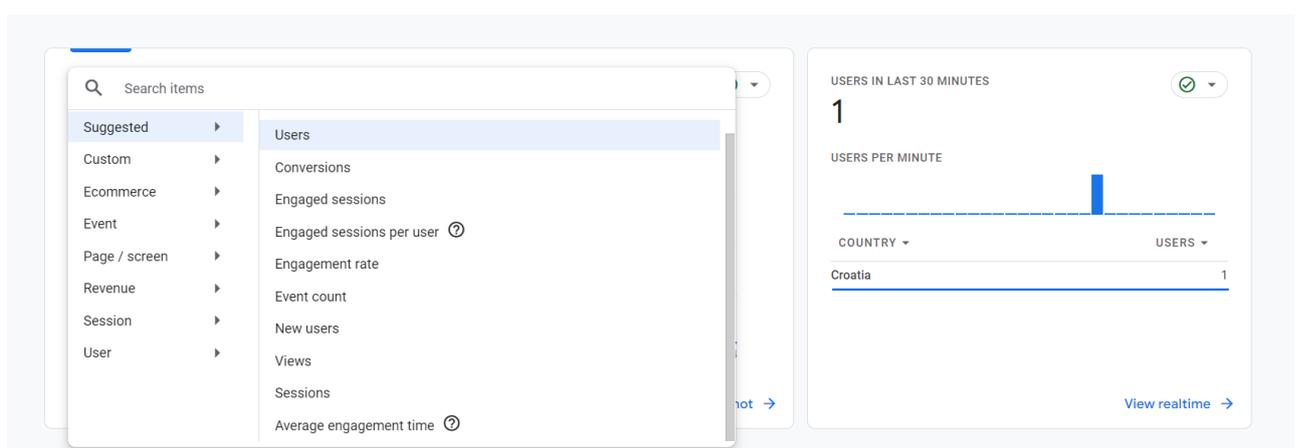 Search items
Suggested
Custom
Ecommerce
Event
Page / screen
Revenue
Session
User
Users
Conversions
Engaged sessions
Engaged sessions per user
Engagement rate
Event count
New users
Views
Sessions
Average engagement time
USERS IN LAST 30 MINUTES
1
USERS PER MINUTE
COUNTRY USERS
Croatia 1
View realtime